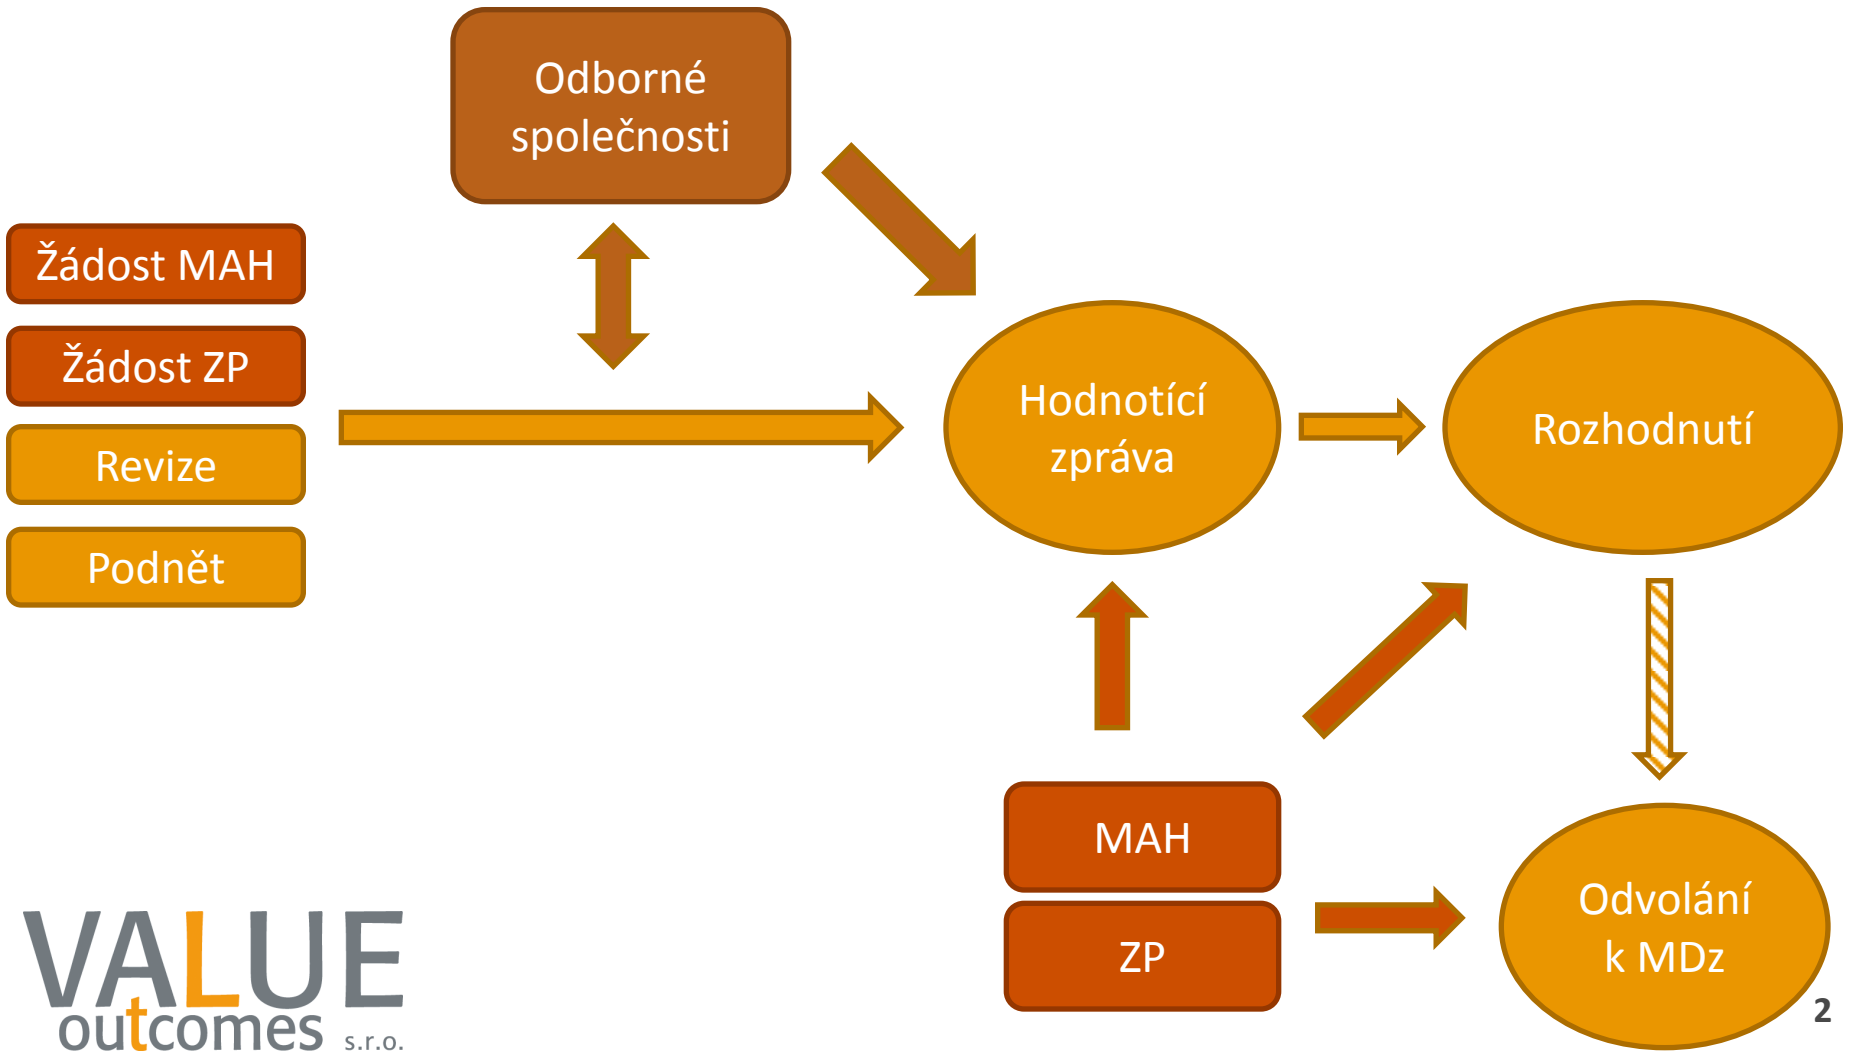 Odborné
společnosti
Žádost MAH
Žádost ZP
Revize
Podnět
Hodnotící
zpráva
Rozhodnutí
MAH
ZP
Odvolání
k MDz
VALUE
outcomes s.r.o.
2